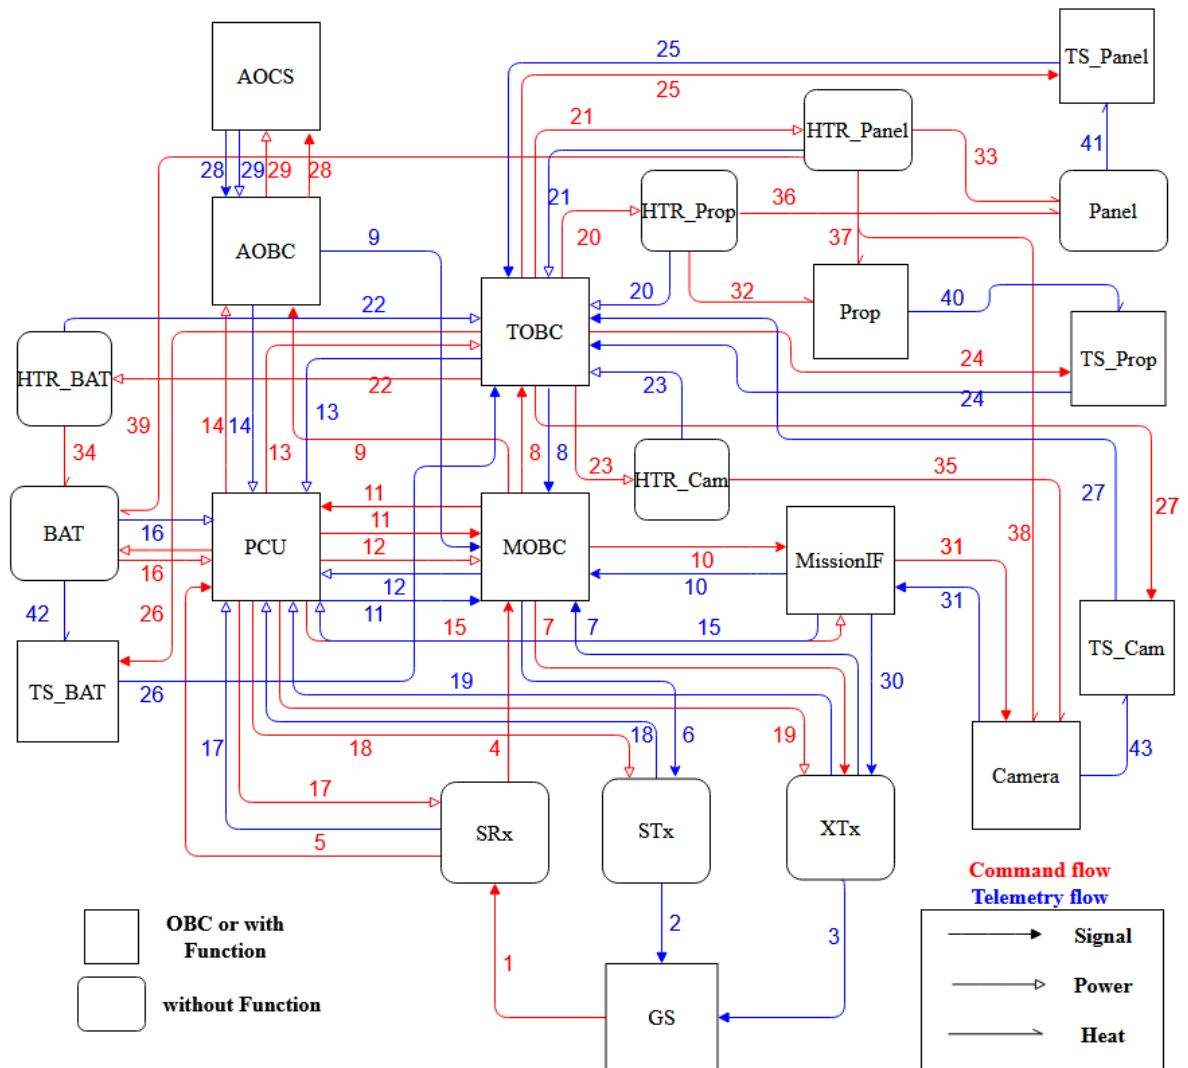 25
TS_Panel
AOCS
25
21
HTR_Panel
41
28
29
29
28
33
21
HTR_Prop
36
Panel
9
AOBC
20
37
20
32
40
22
Prop
TOBC
TS_Prop
HTR_BAT
22
23
24
24
39
14
14
13
13
34
9
8
8
23
HTR_Cam
35
11
27
27
BAT
16
PCU
11
MOBC
MissionIF
38
12
10
31
16
12
10
31
42
26
11
15
7
7
15
TS_Cam
TS_BAT
26
19
30
17
18
4
18
6
19
43
Camera
17
5
SRx
STx
XTx
Command flow
Telemetry flow
OBC or with
Function
2
3
Signal
1
Power
without Function
GS
Heat